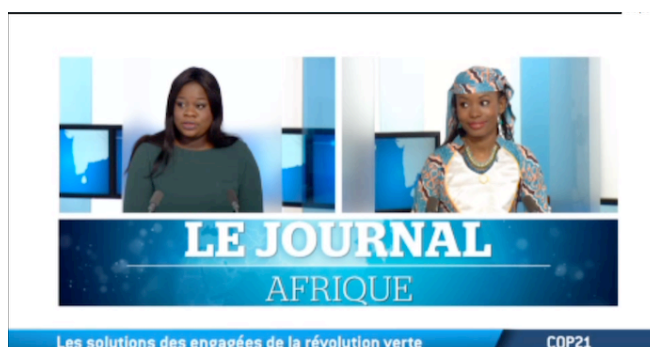 LE JOURNAL
AFRIQUE
Les solutions des engagées de la révolution verte
COP21